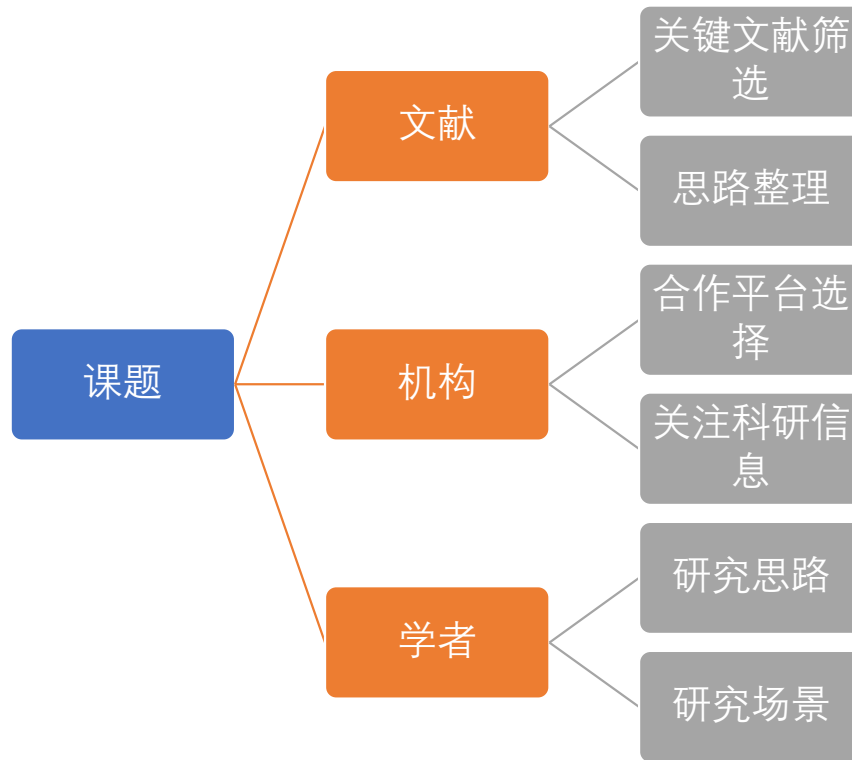 课题
文献
关键文献筛
选
思路整理
机构
合作平台选
择
关注科研信
息
学者
研究思路
研究场景